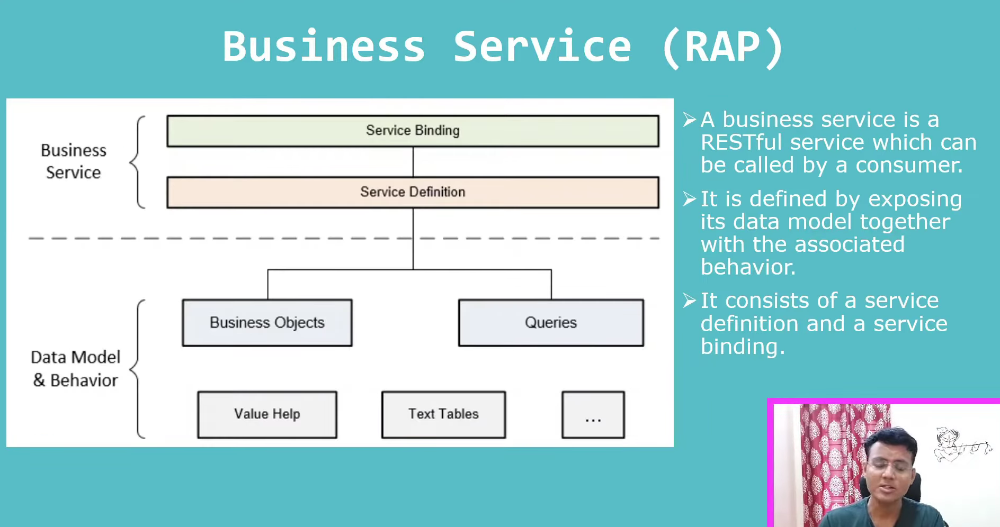 Business Service (RAP)
Business
Service
Service Binding
Service Definition
Data Model
& Behavior
Business Objects
Queries
Value Help
Text Tables
...
➢ A business service is a
RESTful service which can
be called by a consumer.
➢ It is defined by exposing
its data model together
with the associated
behavior.
➢ It consists of a service
definition and a service
binding.